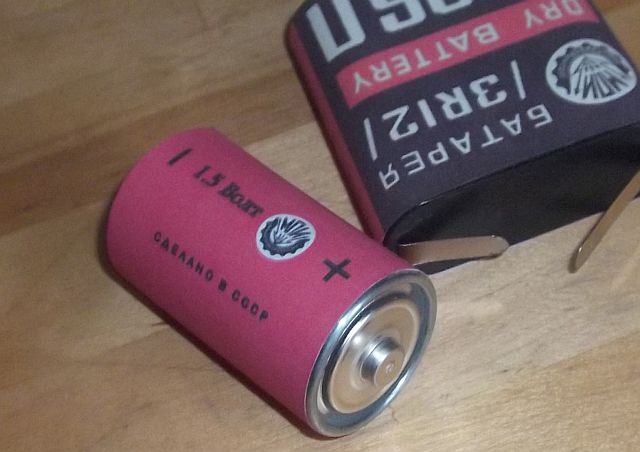 DRY BATTERY
/3R12/
БАТАРЕЯ
− 1.5 Вольт
+
СДЕЛАНО В СССР